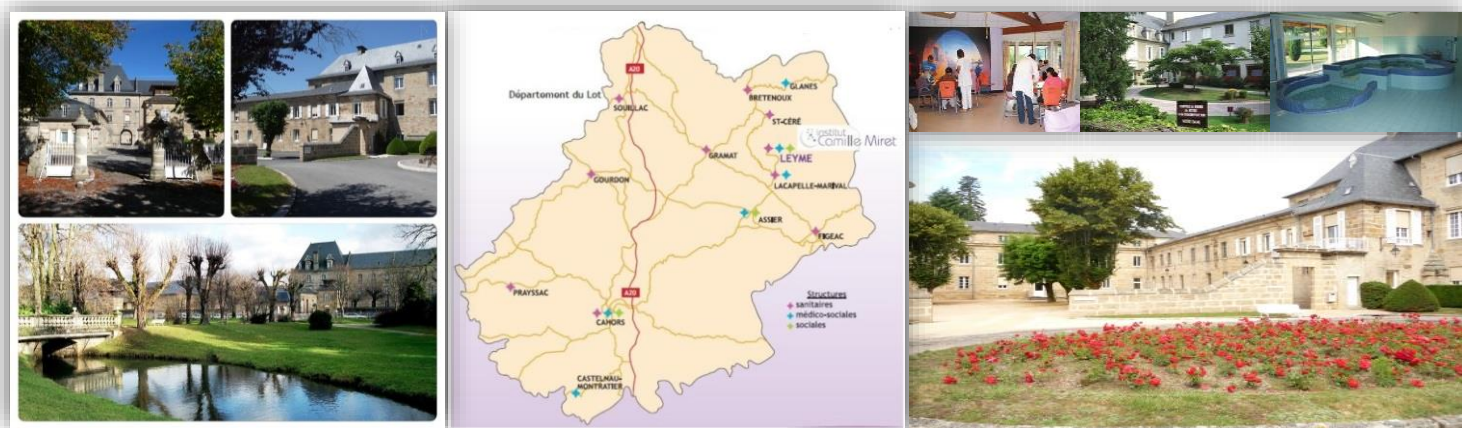 A20
Département du Lot
SOUILLAC
BRETENOUX
GLANES
ST-CÉRÉ
institut
Camille Miret
GRAMAT
LEYME
GOURDON
LACAPELLE-MARIVAL
ASSIER
FIGEAC
PRAYSSAC
A20
Structures
sanitaires
médico-sociales
sociales
CAHORS
CASTELNAU-
MONTRATIER